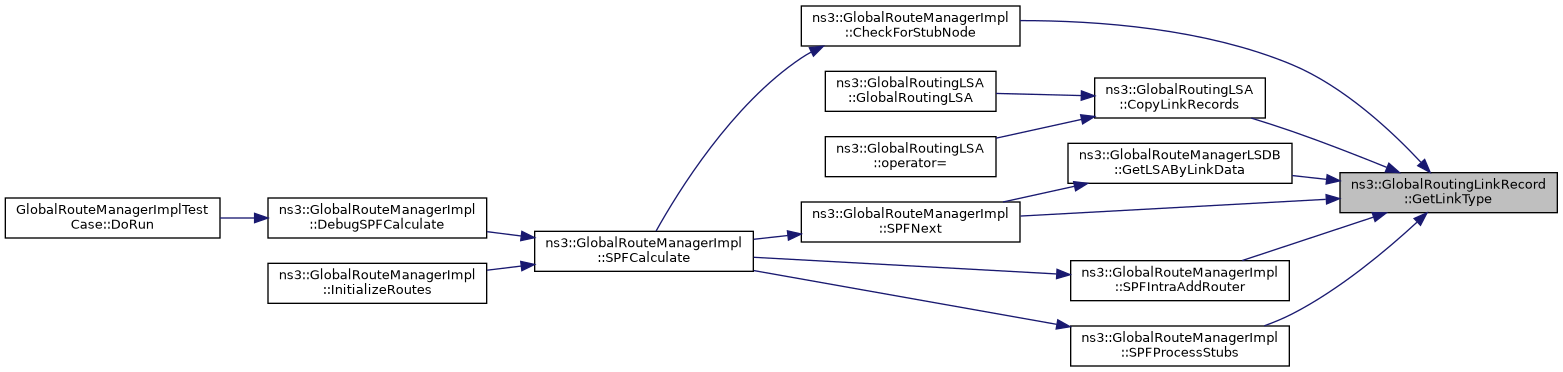 ns3::GlobalRouteManagerImpl
::CheckForStubNode
ns3::GlobalRoutingLSA
::GlobalRoutingLSA
ns3::GlobalRoutingLSA
::CopyLinkRecords
ns3::GlobalRoutingLSA
::operator=
ns3::GlobalRouteManagerLSDB
::GetLSAByLinkData
ns3::GlobalRoutingLinkRecord
::GetLinkType
GlobalRouteManagerImplTest
Case::DoRun
ns3::GlobalRouteManagerImpl
::DebugSPFCalculate
ns3::GlobalRouteManagerImpl
::SPFNext
ns3::GlobalRouteManagerImpl
::SPFCalculate
ns3::GlobalRouteManagerImpl
::InitializeRoutes
ns3::GlobalRouteManagerImpl
::SPFIntraAddRouter
ns3::GlobalRouteManagerImpl
::SPFProcessStubs